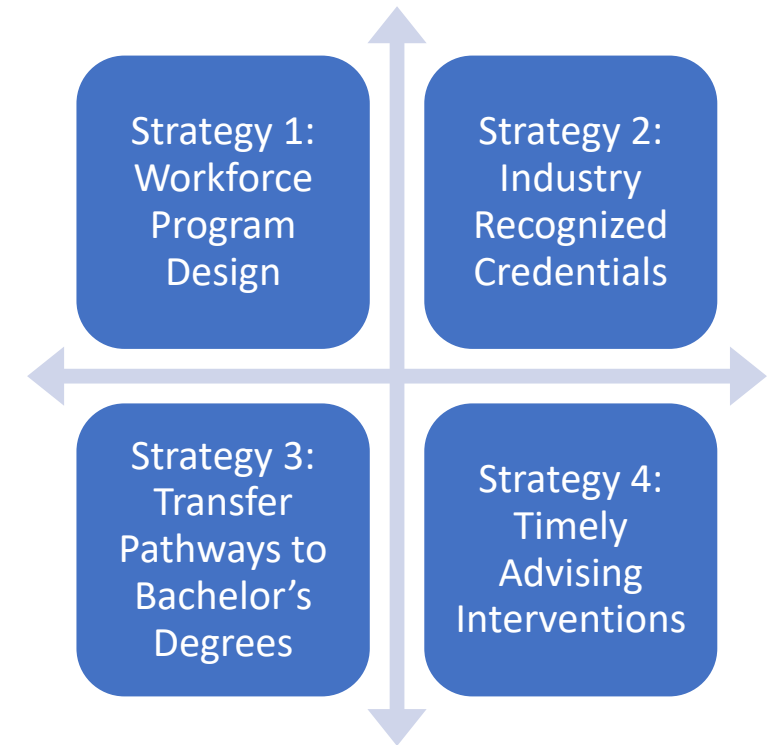 Strategy 1:
Workforce
Program
Design
Strategy 2:
Industry
Recognized
Credentials
Strategy 3:
Transfer
Pathways to
Bachelor’s
Degrees
Strategy 4:
Timely
Advising
Interventions